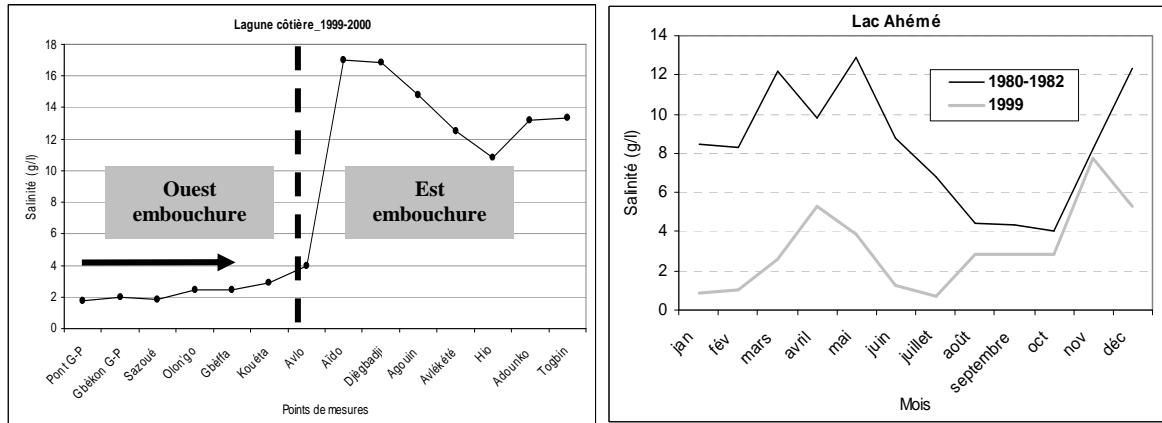 Lagune côtière_1999-2000
Salinité (g/l)
18
16
14
12
10
8
6
4
2
0
Ouest
embouchure
Est
embouchure
Pont G-P
Gbèkon G-P
Sazoué
Olon'go
Gbèffa
Kouéta
Avlo
Aïdo
Djègbadji
Agouin
Avlékété
Hio
Adounko
Togbin
Points de mesures
Lac Ahémé
Salinité (g/l)
14
12
10
8
6
4
2
0
1980-1982
1999
jan
fév
mars
avril
mai
juin
juillet
août
septembre
oct
nov
déc
Mois